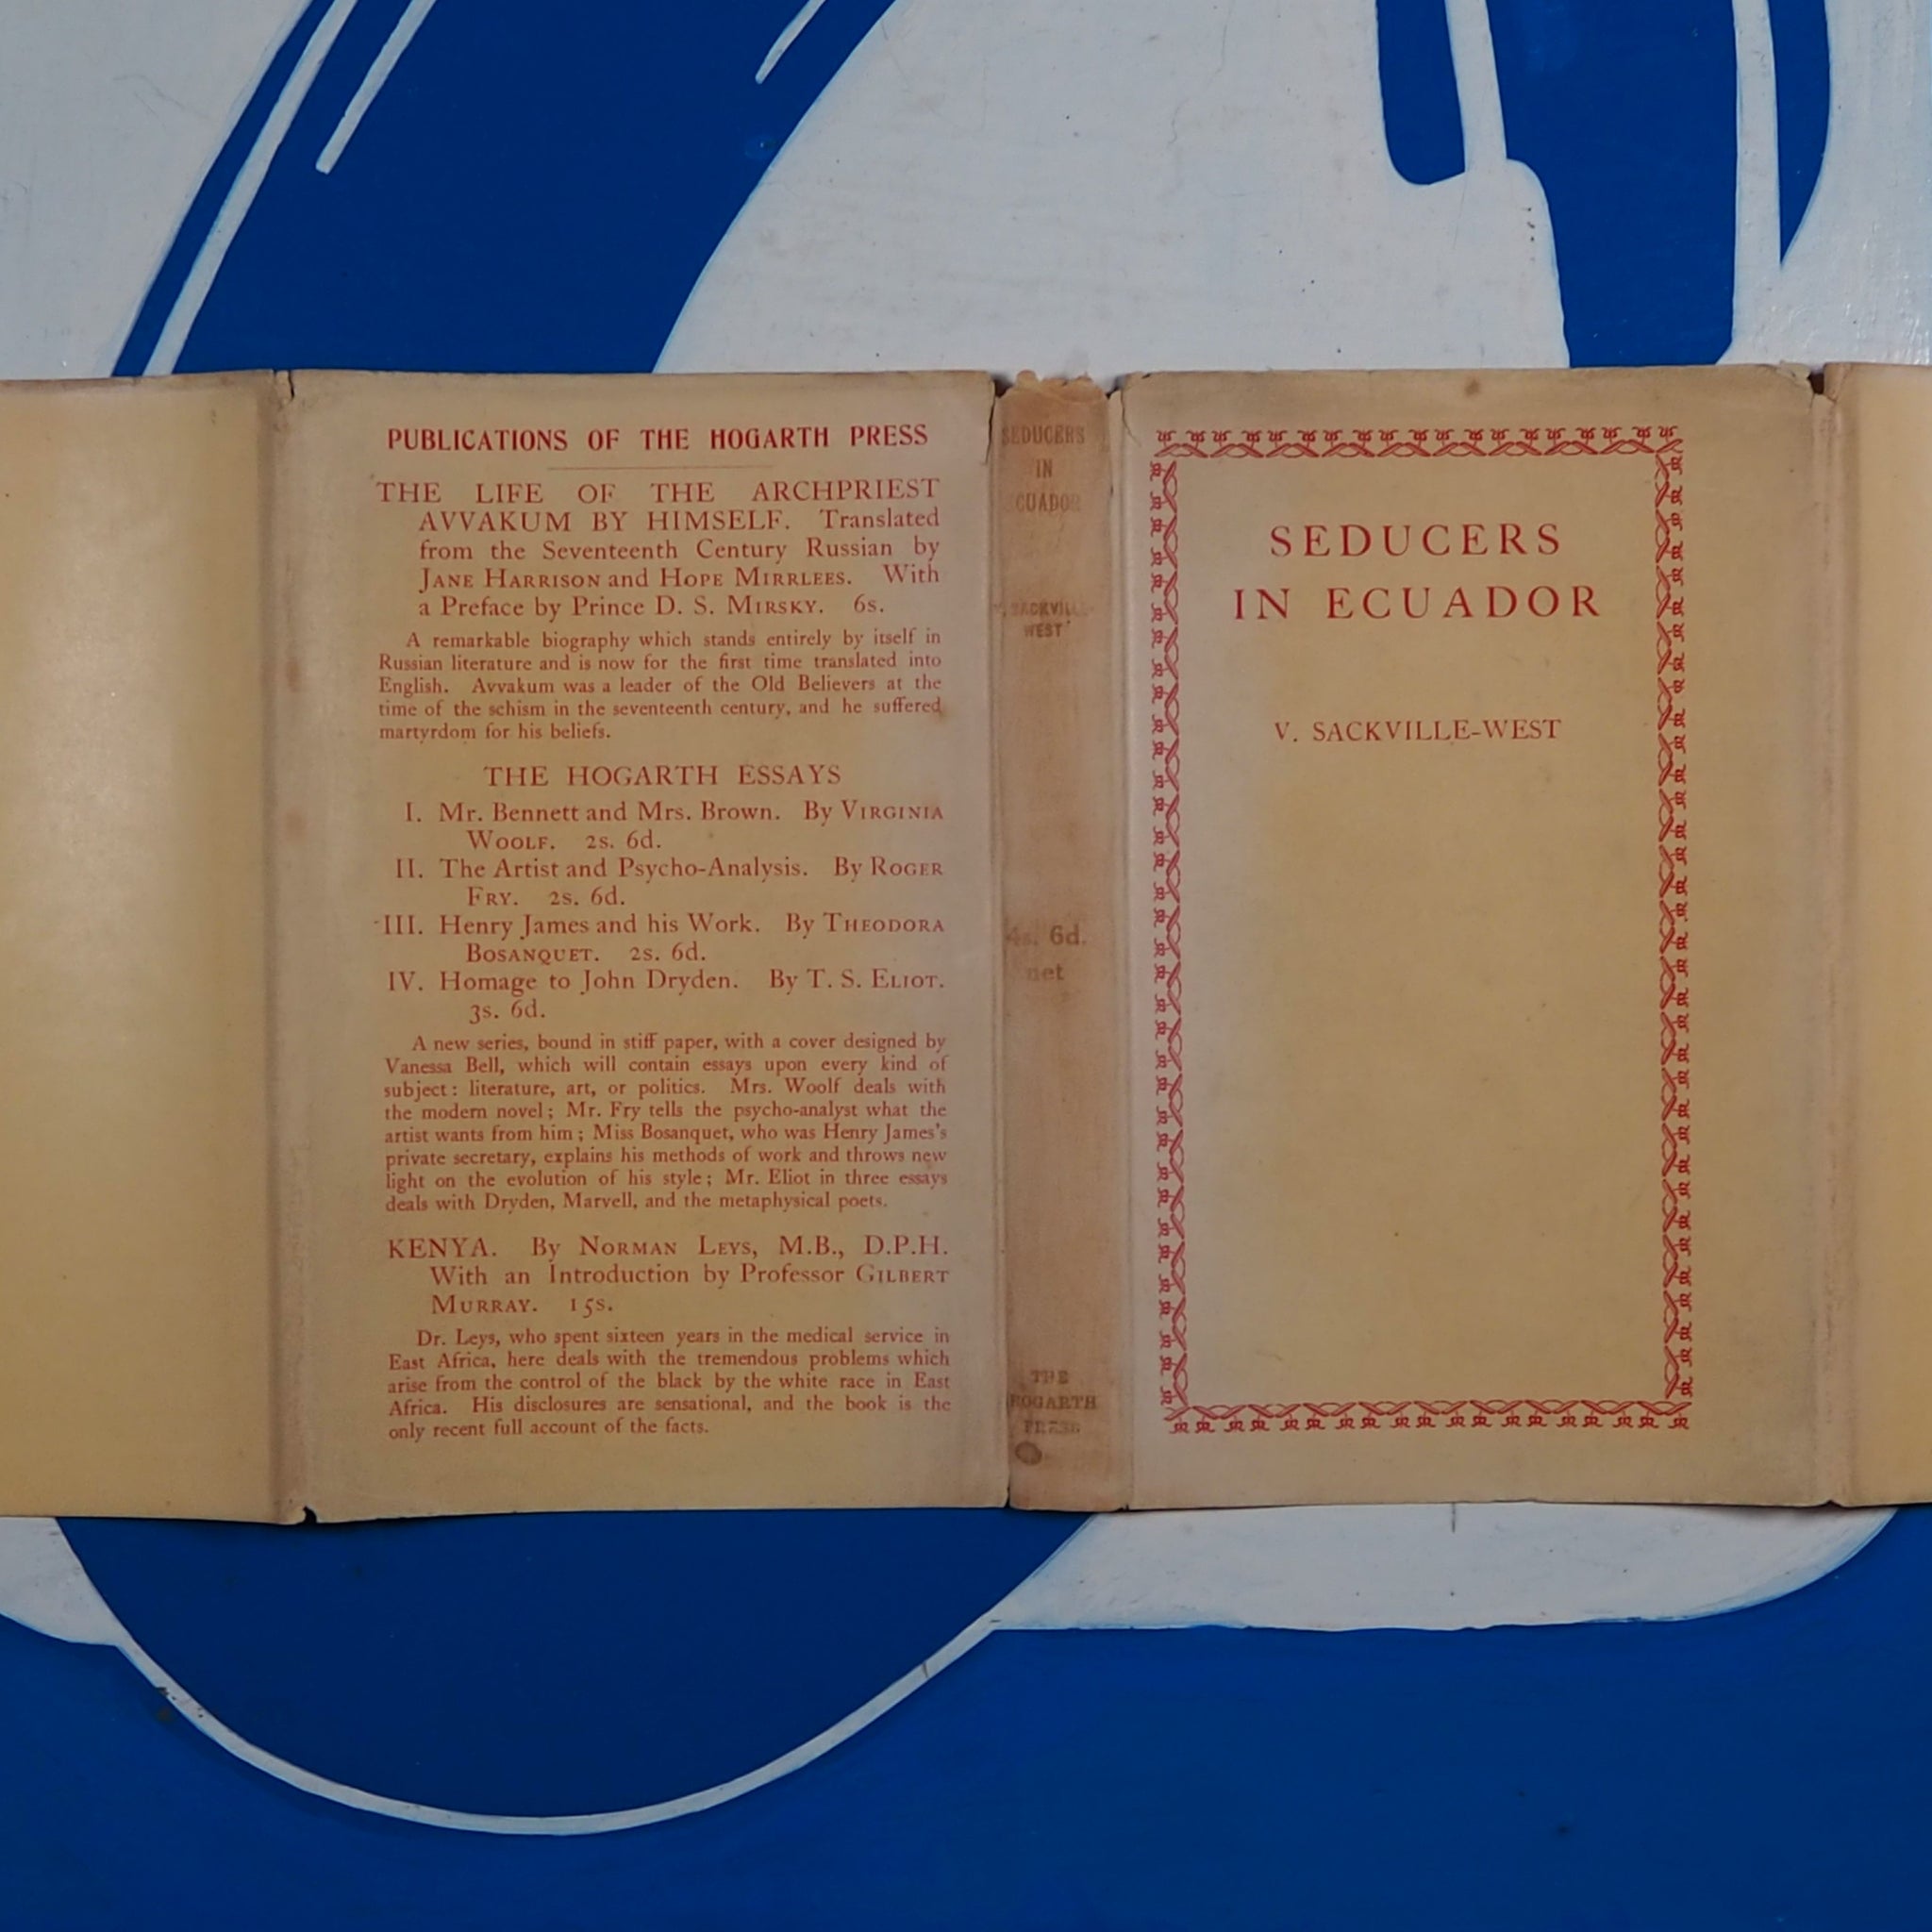 PUBLICATIONS OF THE HOGARTH PRESS
THE LIFE OF THE ARCHPRIEST
AVVAKUM BY HIMSELF. Translated
from the Seventeenth Century Russian by
JANE HARRISON and HOPE MIRRLEES. With
a Preface by Prince D. S. MIRSKY. 6s.
A remarkable biography which stands entirely by itself in
Russian literature and is now for the first time translated into
English. Avvakum was a leader of the Old Believers at the
time of the schism in the seventeenth century, and he suffered
martyrdom for his beliefs.
THE HOGARTH ESSAYS
I. Mr. Bennett and Mrs. Brown. By VIRGINIA
WOOLF. 2s. 6d.
II. The Artist and Psycho-Analysis. By ROGER
FRY. 2s. 6d.
III. Henry James and his Work. By THEODORA
BOSANQUET. 2s. 6d.
IV. Homage to John Dryden. By T. S. ELIOT.
3s. 6d.
A new series, bound in stiff paper, with a cover designed by
Vanessa Bell, which will contain essays upon every kind of
subject: literature, art, or politics. Mrs. Woolf deals with
the modern novel; Mr. Fry tells the psycho-analyst what the
artist wants from him; Miss Bosanquet, who was Henry James's
private secretary, explains his methods of work and throws new
light on the evolution of his style; Mr. Eliot in three essays
deals with Dryden, Marvell, and the metaphysical poets.
KENYA. By NORMAN LEYS, M.B., D.P.H.
With an Introduction by Professor GILBERT
MURRAY. 15s.
Dr. Leys, who spent sixteen years in the medical service in
East Africa, here deals with the tremendous problems which
arise from the control of the black by the white race in East
Africa. His disclosures are sensational, and the book is the
only recent full account of the facts.
SEDUCERS
IN
ECUADOR
V. SACKVILLE-
WEST
4s. 6d.
net
THE
HOGARTH
PRESS
SEDUCERS
IN ECUADOR
V. SACKVILLE-WEST